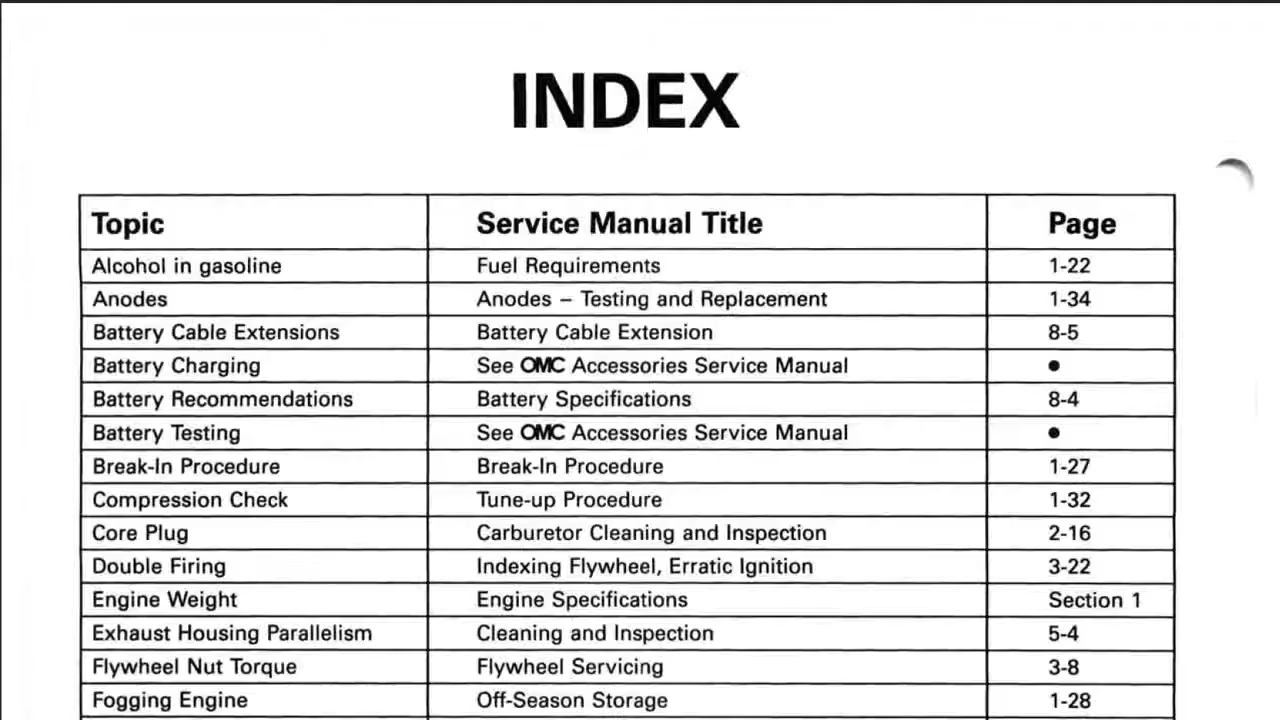 INDEX
Topic Service Manual Title Page
Alcohol in gasoline Fuel Requirements 1-22
Anodes Anodes – Testing and Replacement 1-34
Battery Cable Extensions Battery Cable Extension 8-5
Battery Charging See OMC Accessories Service Manual •
Battery Recommendations Battery Specifications 8-4
Battery Testing See OMC Accessories Service Manual •
Break-In Procedure Break-In Procedure 1-27
Compression Check Tune-up Procedure 1-32
Core Plug Carburetor Cleaning and Inspection 2-16
Double Firing Indexing Flywheel, Erratic Ignition 3-22
Engine Weight Engine Specifications Section 1
Exhaust Housing Parallelism Cleaning and Inspection 5-4
Flywheel Nut Torque Flywheel Servicing 3-8
Fogging Engine Off-Season Storage 1-28